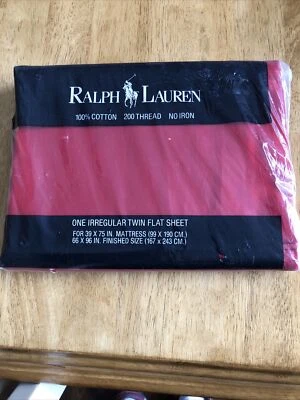 RALPH LAUREN
100% COTTON 200 THREAD NO IRON
ONE IRREGULAR TWIN FLAT SHEET
FOR 39 X 75 IN. MATTRESS (99 X 190 CM.)
66 X 96 IN. FINISHED SIZE (167 x 243 CM.)